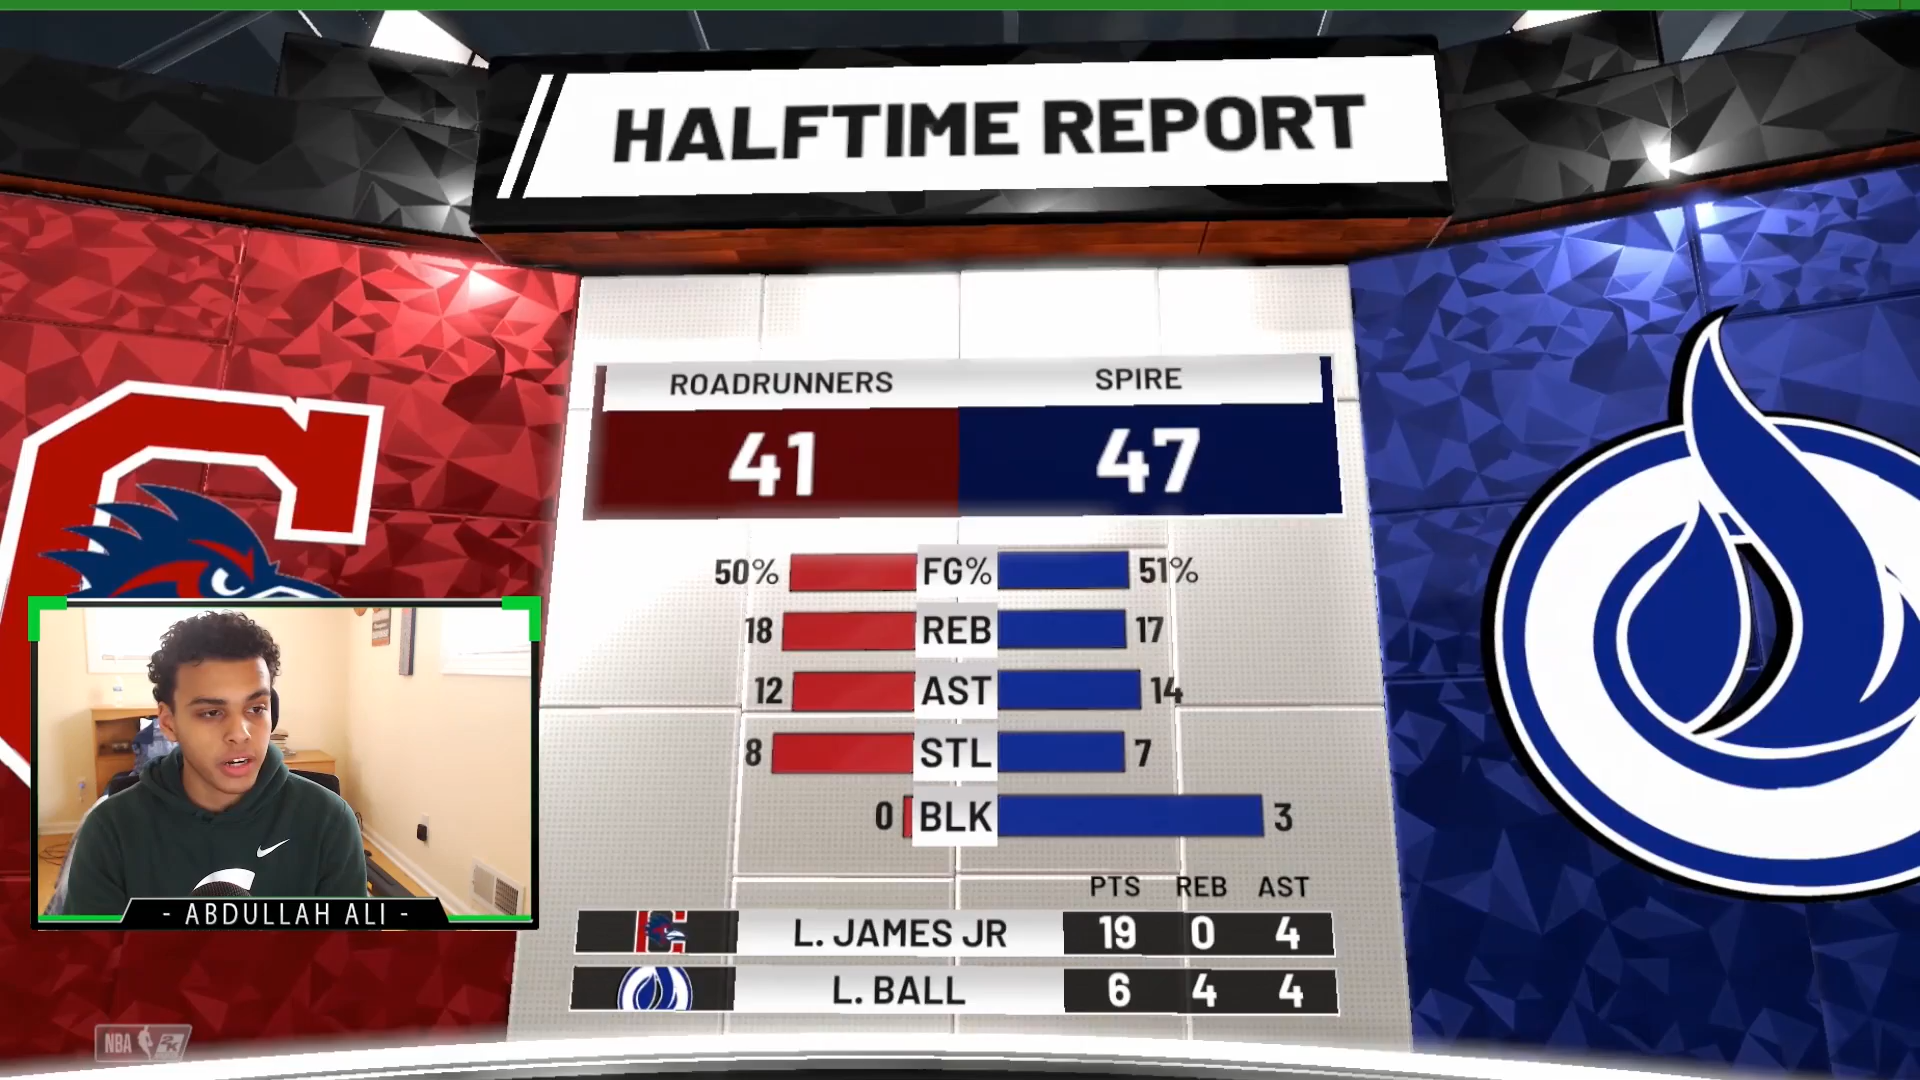 HALFTIME REPORT
ROADRUNNERS SPIRE
41 47
50% FG% 51%
18 REB 17
12 AST 14
8 STL 7
0 BLK 3
PTS REB AST
L. JAMES JR 19 0 4
L. BALL 6 4 4
- ABDULLAH ALI -
NBA 2K